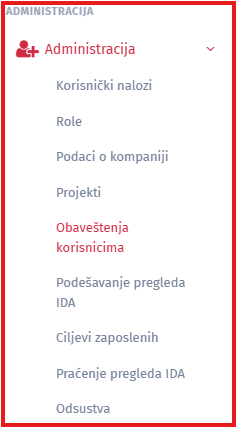 ADMINISTRACIJA
Administracija
Korisnički nalozi
Role
Podaci o kompaniji
Projekti
Obaveštenja
korisnicima
Podešavanje pregleda
IDA
Ciljevi zaposlenih
Praćenje pregleda IDA
Odsustva